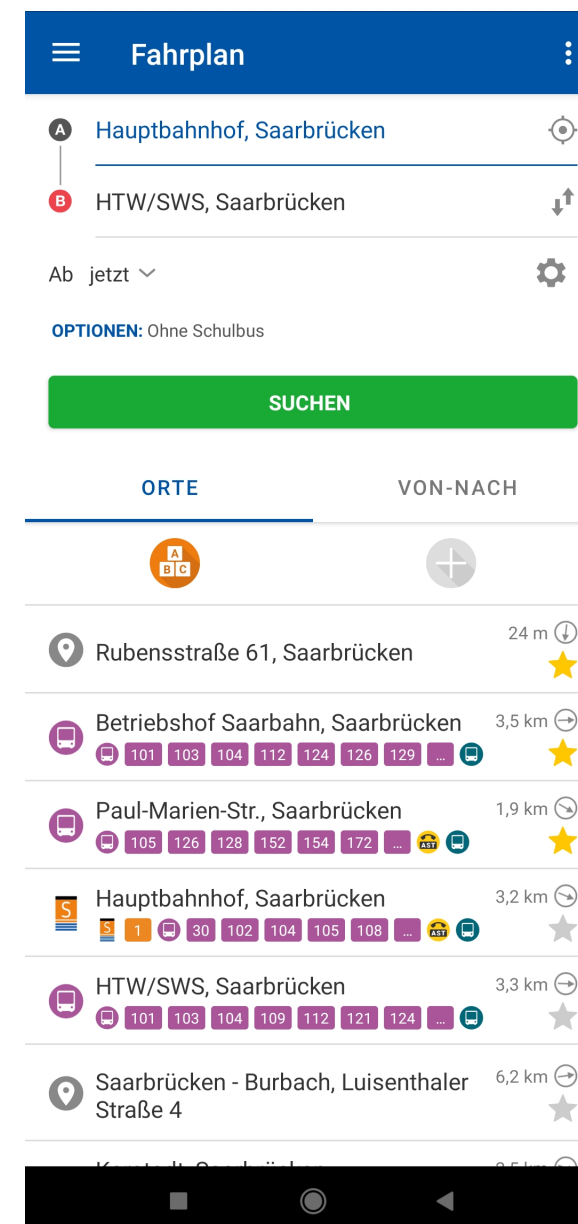 Fahrplan
A Hauptbahnhof, Saarbrücken
B HTW/SWS, Saarbrücken
Ab jetzt
OPTIONEN: Ohne Schulbus
SUCHEN
ORTE VON-NACH
A
B C
24 m
Rubensstraße 61, Saarbrücken
Betriebshof Saarbahn, Saarbrücken 3,5 km
101 103 104 112 124 126 129 ...
Paul-Marien-Str., Saarbrücken 1,9 km
105 126 128 152 154 172 ... AST
S Hauptbahnhof, Saarbrücken 3,2 km
S 1 30 102 104 105 108 ... AST
HTW/SWS, Saarbrücken 3,3 km
101 103 104 109 112 121 124 ...
Saarbrücken - Burbach, Luisenthaler 6,2 km
Straße 4